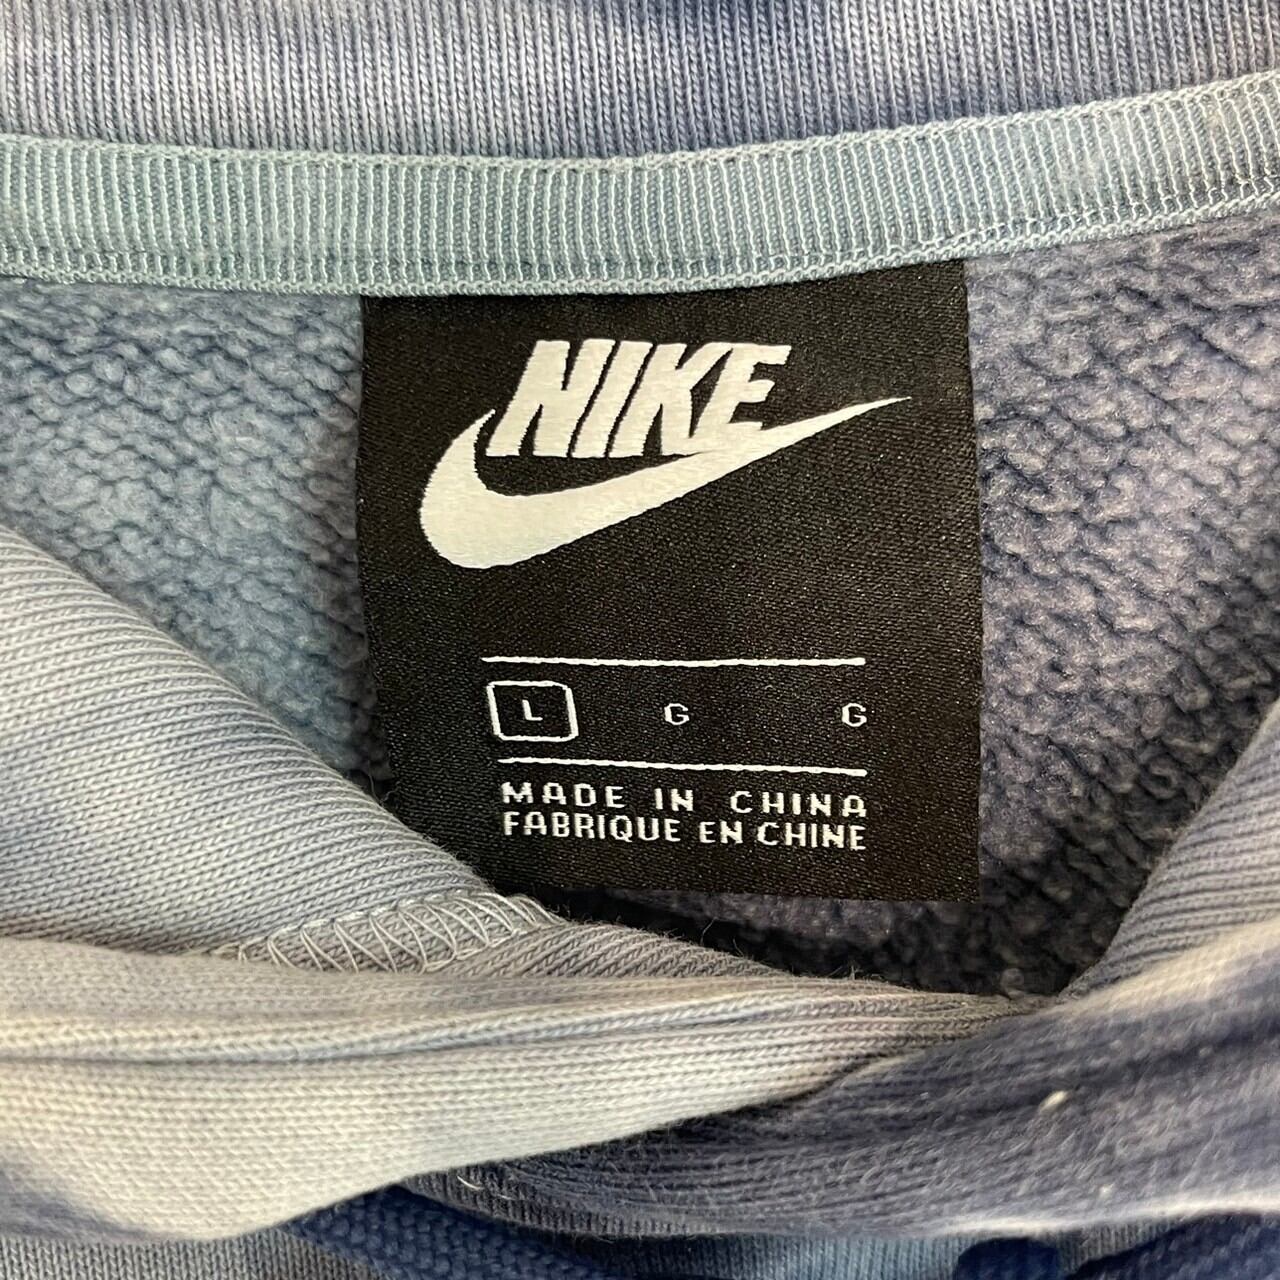 NIKE
L G G
MADE IN CHINA
FABRIQUE EN CHINE